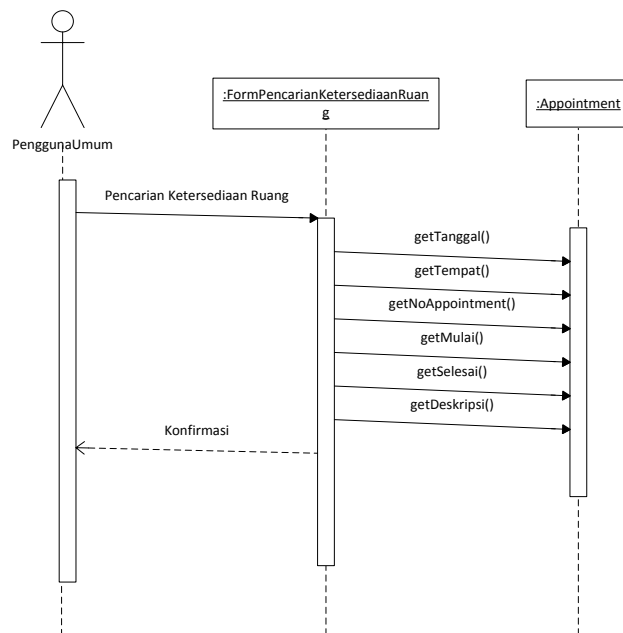 :FormPencarianKetersediaanRuan
g
:Appointment
PenggunaUmum
Pencarian Ketersediaan Ruang
getTanggal()
getTempat()
getNoAppointment()
getMulai()
getSelesai()
getDeskripsi()
Konfirmasi